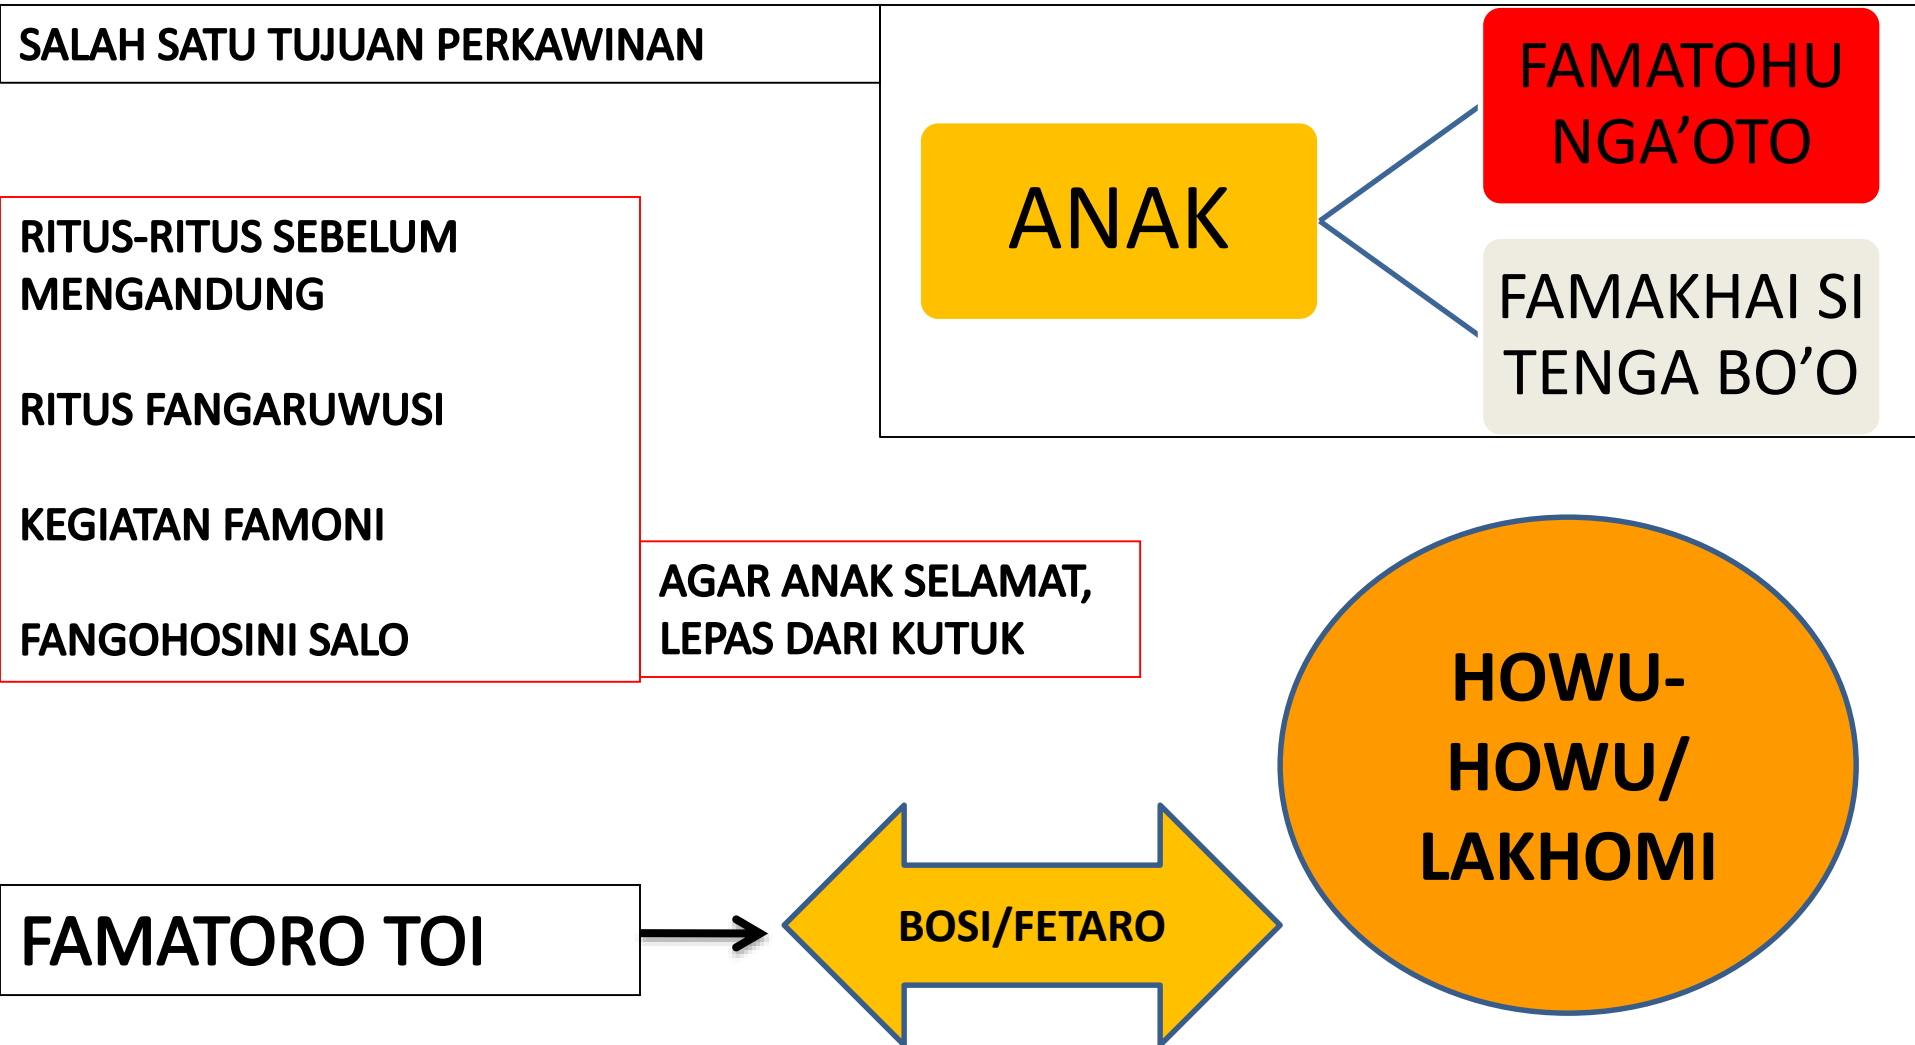 SALAH SATU TUJUAN PERKAWINAN
ANAK
FAMATOHU
NGA’OTO
FAMAKHAI SI
TENGA BO’O
RITUS-RITUS SEBELUM
MENGANDUNG
RITUS FANGARUWUSI
KEGIATAN FAMONI
FANGOHOSINI SALO
AGAR ANAK SELAMAT,
LEPAS DARI KUTUK
HOWU-
HOWU/
LAKHOMI
FAMATORO TOI
BOSI/FETARO